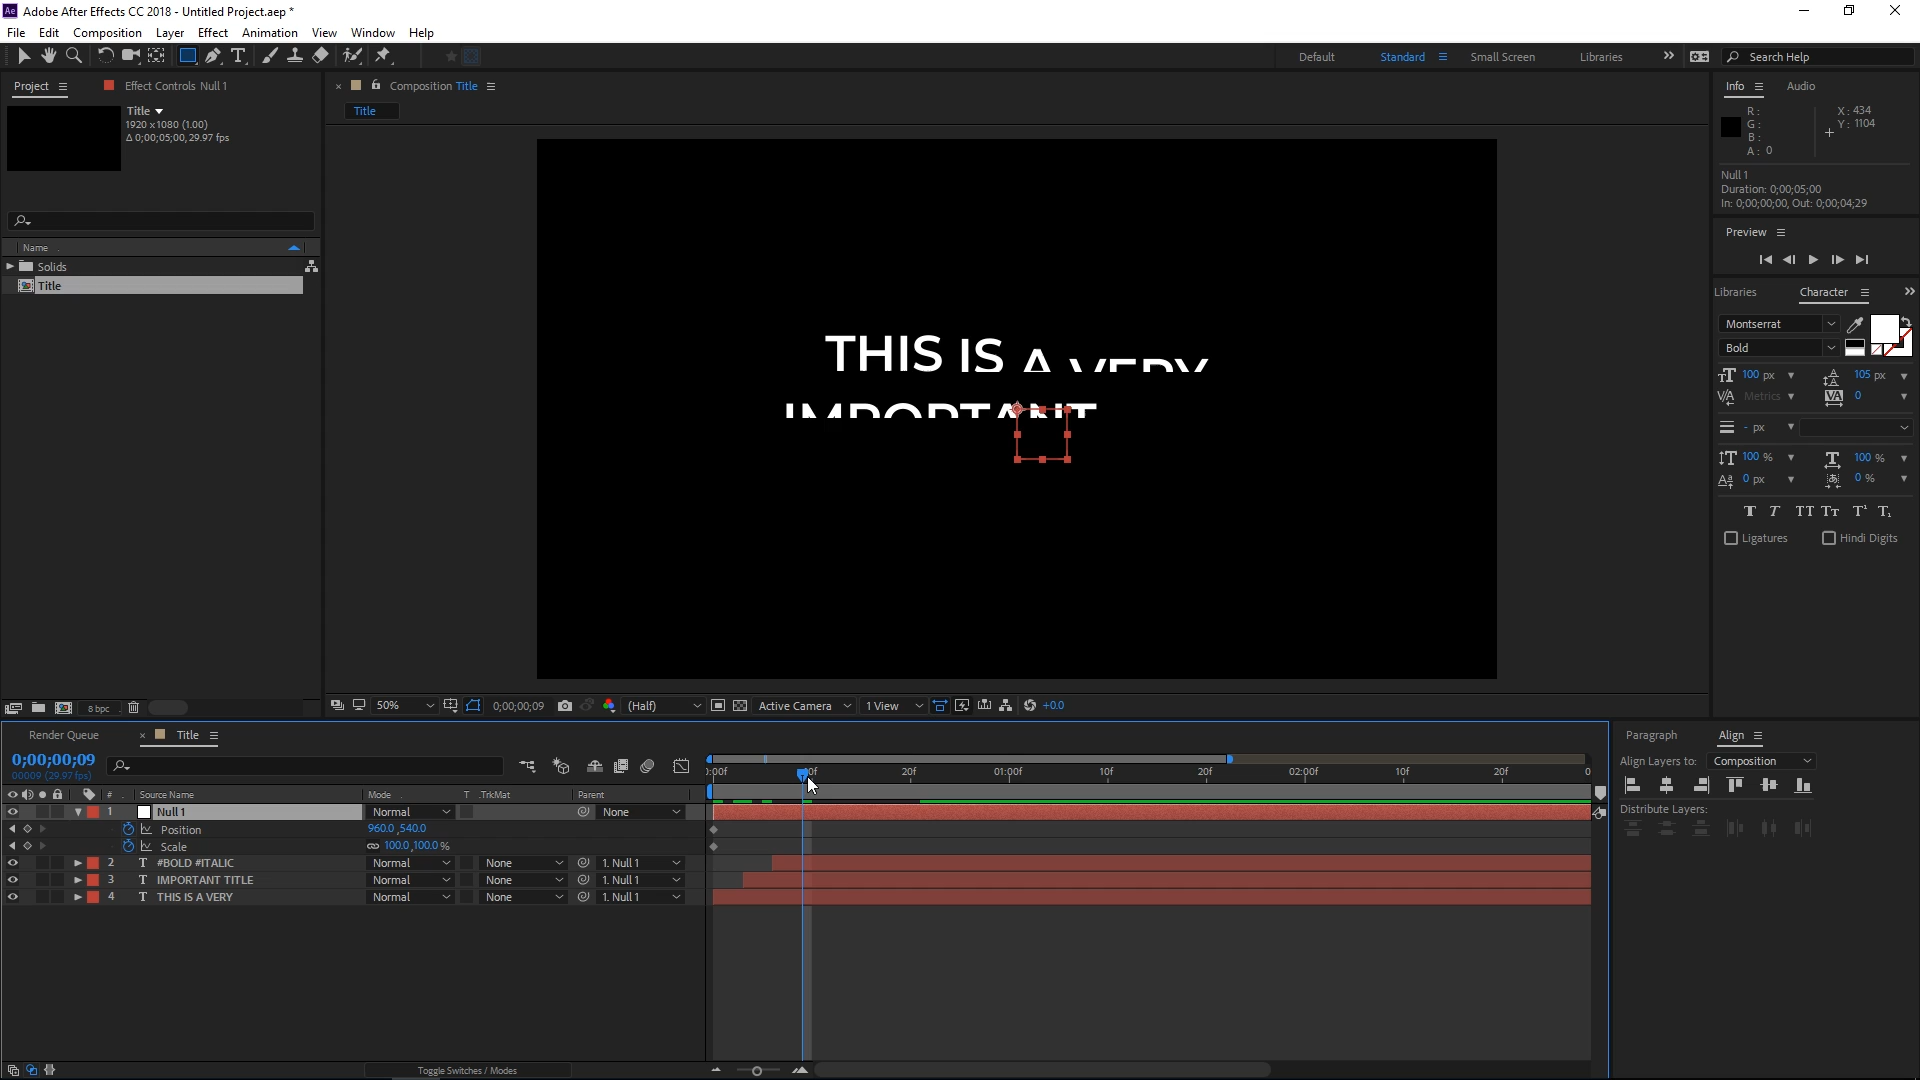 Ae Adobe After Effects CC 2018 - Untitled Project.aep *
File Edit Composition Layer Effect Animation View Window Help
Default Standard Small Screen Libraries Search Help
Project Effect Controls Null 1
Composition Title
Title
Title
1920 x 1080 (1.00)
Δ 0;00;05;00, 29.97 fps
Name
Solids
Title
8 bpc
THIS IS A VERY
IMPORTANT
50% 0;00;00;09 (Half) Active Camera 1 View +0.0
Info Audio
R: X: 434
G: Y: 1104
B:
A: 0
Null 1
Duration: 0;00;05;00
In: 0;00;00;00, Out: 0;00;04;29
Preview
Libraries Character
Montserrat
Bold
100 px 105 px
Metrics 0
- px
100 % 100 %
0 px 0 %
T T TT Tt T¹ T₁
Ligatures Hindi Digits
Render Queue Title
0;00;00;09
00009 (29.97 fps)
# Source Name Mode T .TrkMat Parent
1 Null 1 Normal None
Position 960.0 ,540.0
Scale 100.0 ,100.0 %
2 T #BOLD #ITALIC Normal None 1. Null 1
3 T IMPORTANT TITLE Normal None 1. Null 1
4 T THIS IS A VERY Normal None 1. Null 1
):00f 20f 01:00f 10f 20f 02:00f 10f 20f 0
Toggle Switches / Modes
Paragraph Align
Align Layers to: Composition
Distribute Layers: